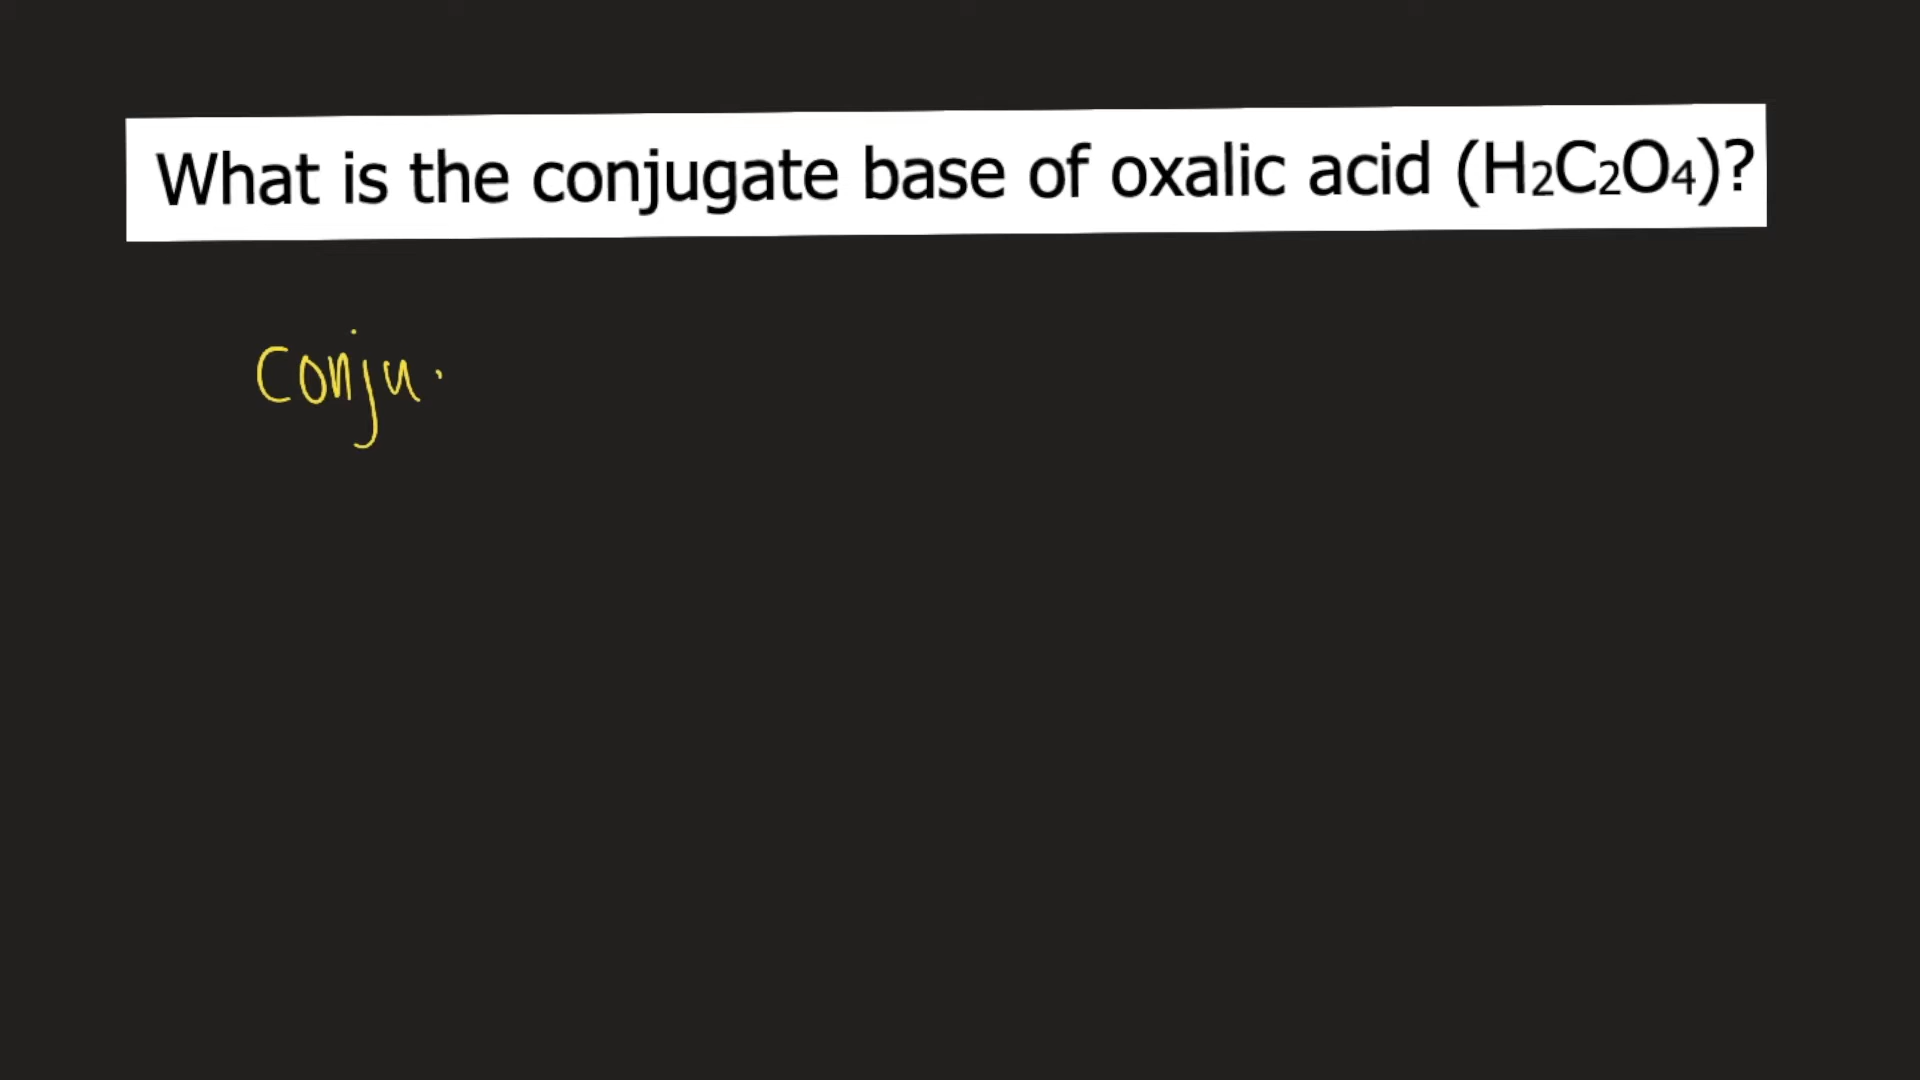 What is the conjugate base of oxalic acid (H₂C₂O₄)?
Conju